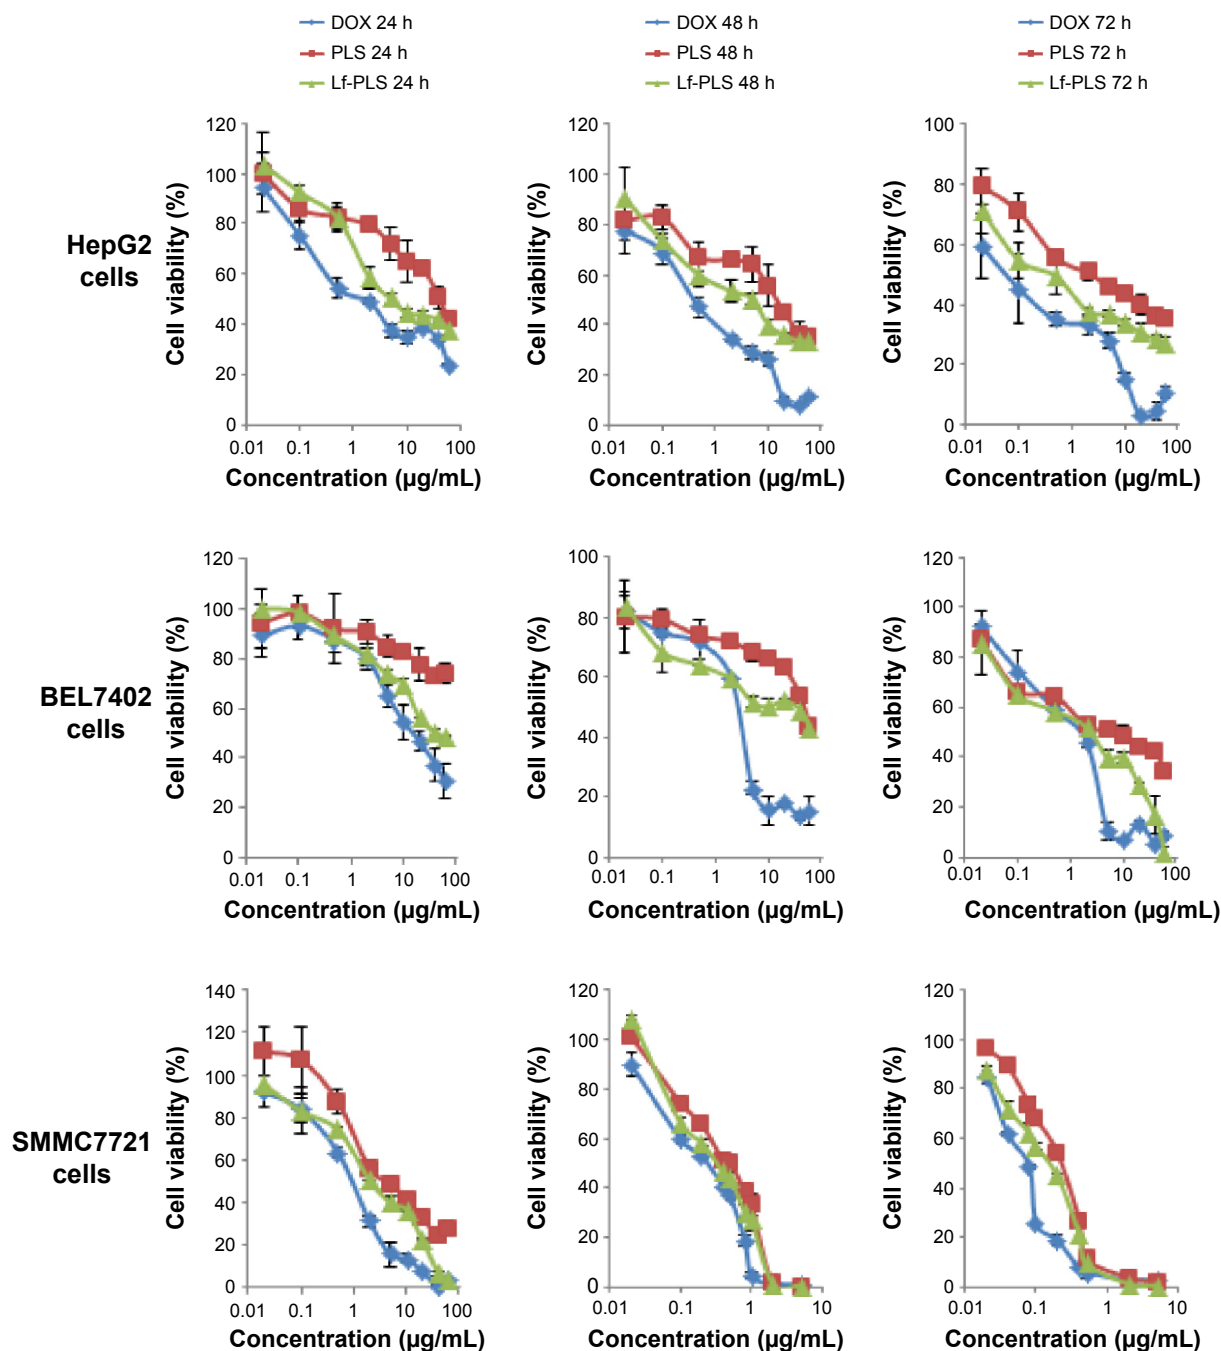 DOX 24 h
PLS 24 h
Lf-PLS 24 h
DOX 48 h
PLS 48 h
Lf-PLS 48 h
DOX 72 h
PLS 72 h
Lf-PLS 72 h
HepG2
cells
Cell viability (%)
120
100
80
60
40
20
0
0.01 0.1 1 10 100
Concentration (µg/mL)
Cell viability (%)
120
100
80
60
40
20
0
0.01 0.1 1 10 100
Concentration (µg/mL)
Cell viability (%)
100
80
60
40
20
0
0.01 0.1 1 10 100
Concentration (µg/mL)
BEL7402
cells
Cell viability (%)
120
100
80
60
40
20
0
0.01 0.1 1 10 100
Concentration (µg/mL)
Cell viability (%)
100
80
60
40
20
0
0.01 0.1 1 10 100
Concentration (µg/mL)
Cell viability (%)
120
100
80
60
40
20
0
0.01 0.1 1 10 100
Concentration (µg/mL)
SMMC7721
cells
Cell viability (%)
140
120
100
80
60
40
20
0
0.01 0.1 1 10 100
Concentration (µg/mL)
Cell viability (%)
120
100
80
60
40
20
0
0.01 0.1 1 10
Concentration (µg/mL)
Cell viability (%)
120
100
80
60
40
20
0
0.01 0.1 1 10
Concentration (µg/mL)